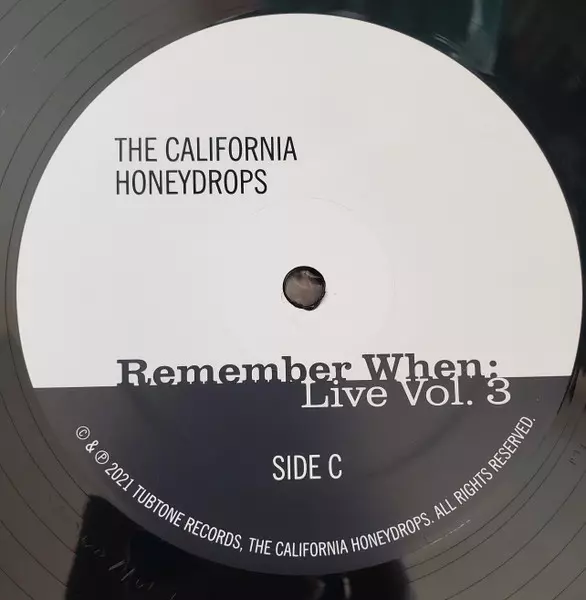 THE CALIFORNIA
HONEYDROPS
Remember When:
Live Vol. 3
SIDE C
© & ℗ 2021 TUBTONE RECORDS, THE CALIFORNIA HONEYDROPS. ALL RIGHTS RESERVED.